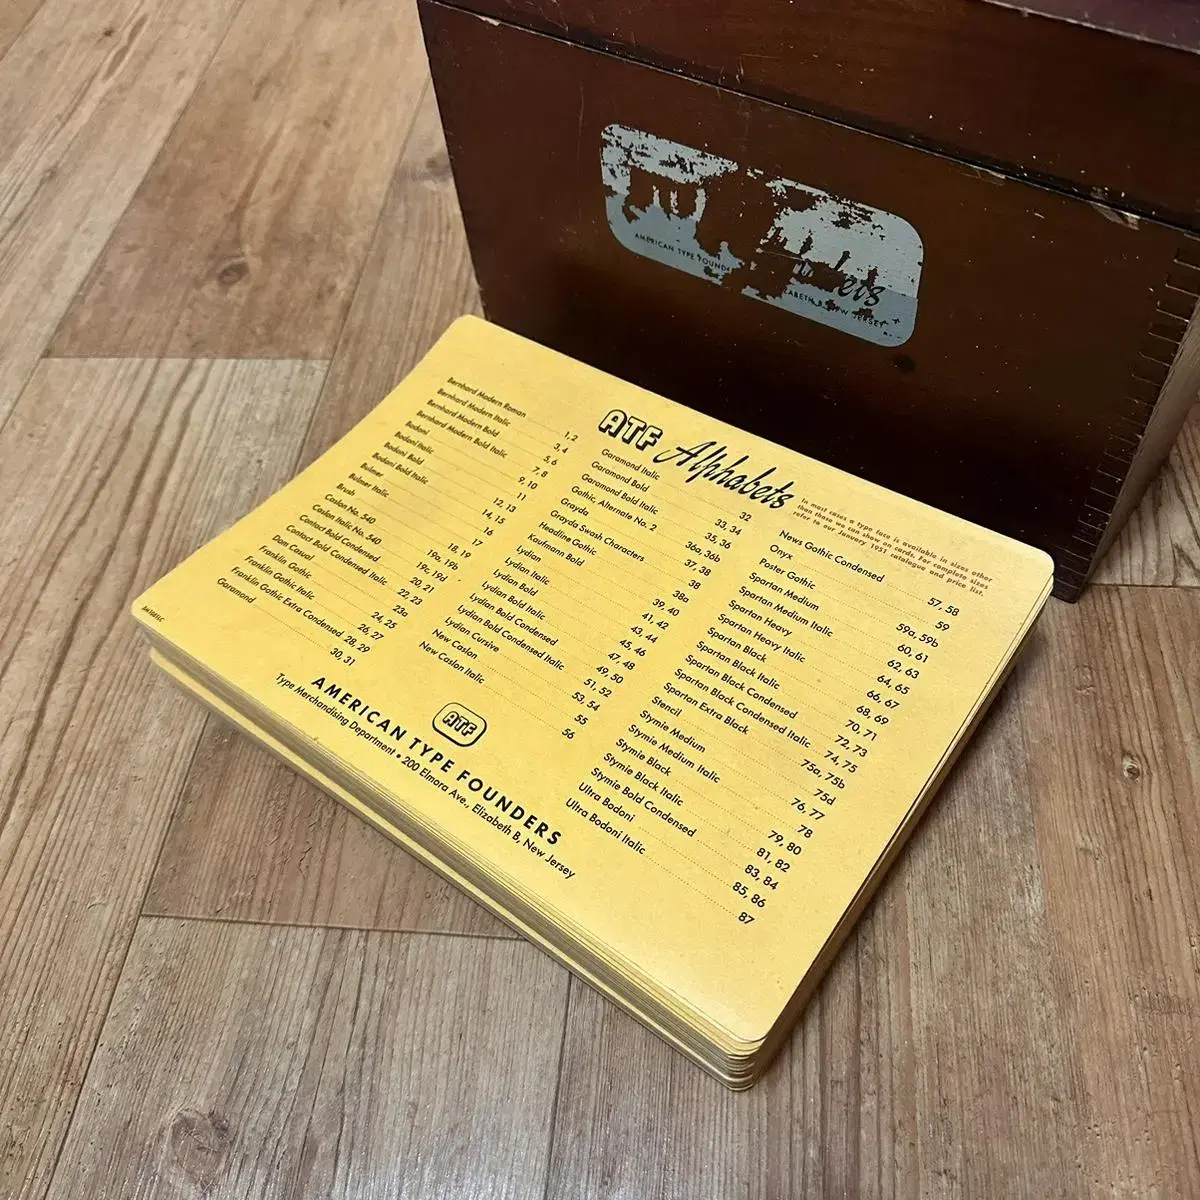 AMERICAN TYPE FOUNDE
ZABETH B, NEW JERSEY
ATF Alphabets
In most cases a type face is available in sizes other
than those we can show on cards. For complete sizes
refer to our January 1951 catalogue and price list.
Bernhard Modern Roman 1, 2
Bernhard Modern Italic 3, 4
Bernhard Modern Bold 5, 6
Bernhard Modern Bold Italic 7, 8
Bodoni 9, 10
Bodoni Italic 11
Bodoni Bold 12, 13
Bodoni Bold Italic 14, 15
Bulmer 16
Bulmer Italic 17
Brush 18, 19
Caslon No. 540 19a, 19b
Caslon Italic No. 540 19c, 19d
Contact Bold Condensed 20, 21
Contact Bold Condensed Italic 22, 23
Dom Casual 23a
Franklin Gothic 24, 25
Franklin Gothic Italic 26, 27
Franklin Gothic Extra Condensed 28, 29
Garamond 30, 31
Garamond Italic 32
Garamond Bold 33, 34
Garamond Bold Italic 35, 36
Gothic Alternate No. 2 36a, 36b
Grayda 37, 38
Grayda Swash Characters 38
Headline Gothic 38a
Kaufmann Bold 39, 40
Lydian 41, 42
Lydian Italic 43, 44
Lydian Bold 45, 46
Lydian Bold Italic 47, 48
Lydian Bold Condensed 49, 50
Lydian Bold Condensed Italic 51, 52
Lydian Cursive 53, 54
New Caslon 55
New Caslon Italic 56
News Gothic Condensed 57, 58
Onyx 59
Poster Gothic 59a, 59b
Spartan Medium 60, 61
Spartan Medium Italic 62, 63
Spartan Heavy 64, 65
Spartan Heavy Italic 66, 67
Spartan Black 68, 69
Spartan Black Italic 70, 71
Spartan Black Condensed 72, 73
Spartan Black Condensed Italic 74, 75
Spartan Extra Black 75a, 75b
Stencil 75d
Stymie Medium 76, 77
Stymie Medium Italic 78
Stymie Black 79, 80
Stymie Black Italic 81, 82
Stymie Bold Condensed 83, 84
Ultra Bodoni 85, 86
Ultra Bodoni Italic 87
ATF
AMERICAN TYPE FOUNDERS
Type Merchandising Department • 200 Elmora Ave., Elizabeth B, New Jersey